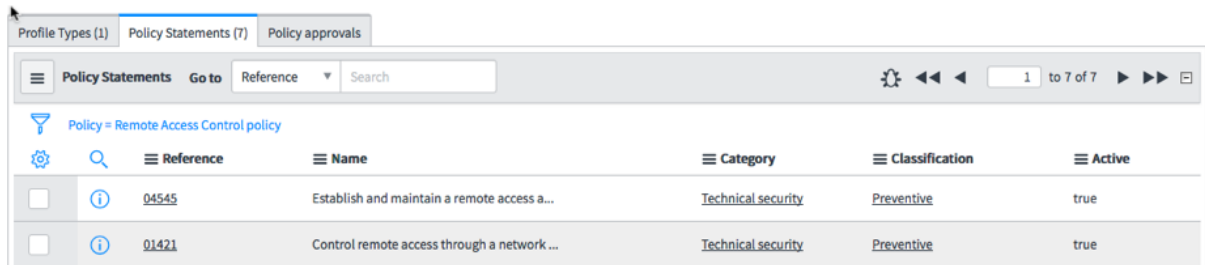 Profile Types (1) Policy Statements (7) Policy approvals
Policy Statements Go to Reference Search 1 to 7 of 7
Policy = Remote Access Control policy
Reference Name Category Classification Active
04545 Establish and maintain a remote access a... Technical security Preventive true
01421 Control remote access through a network ... Technical security Preventive true